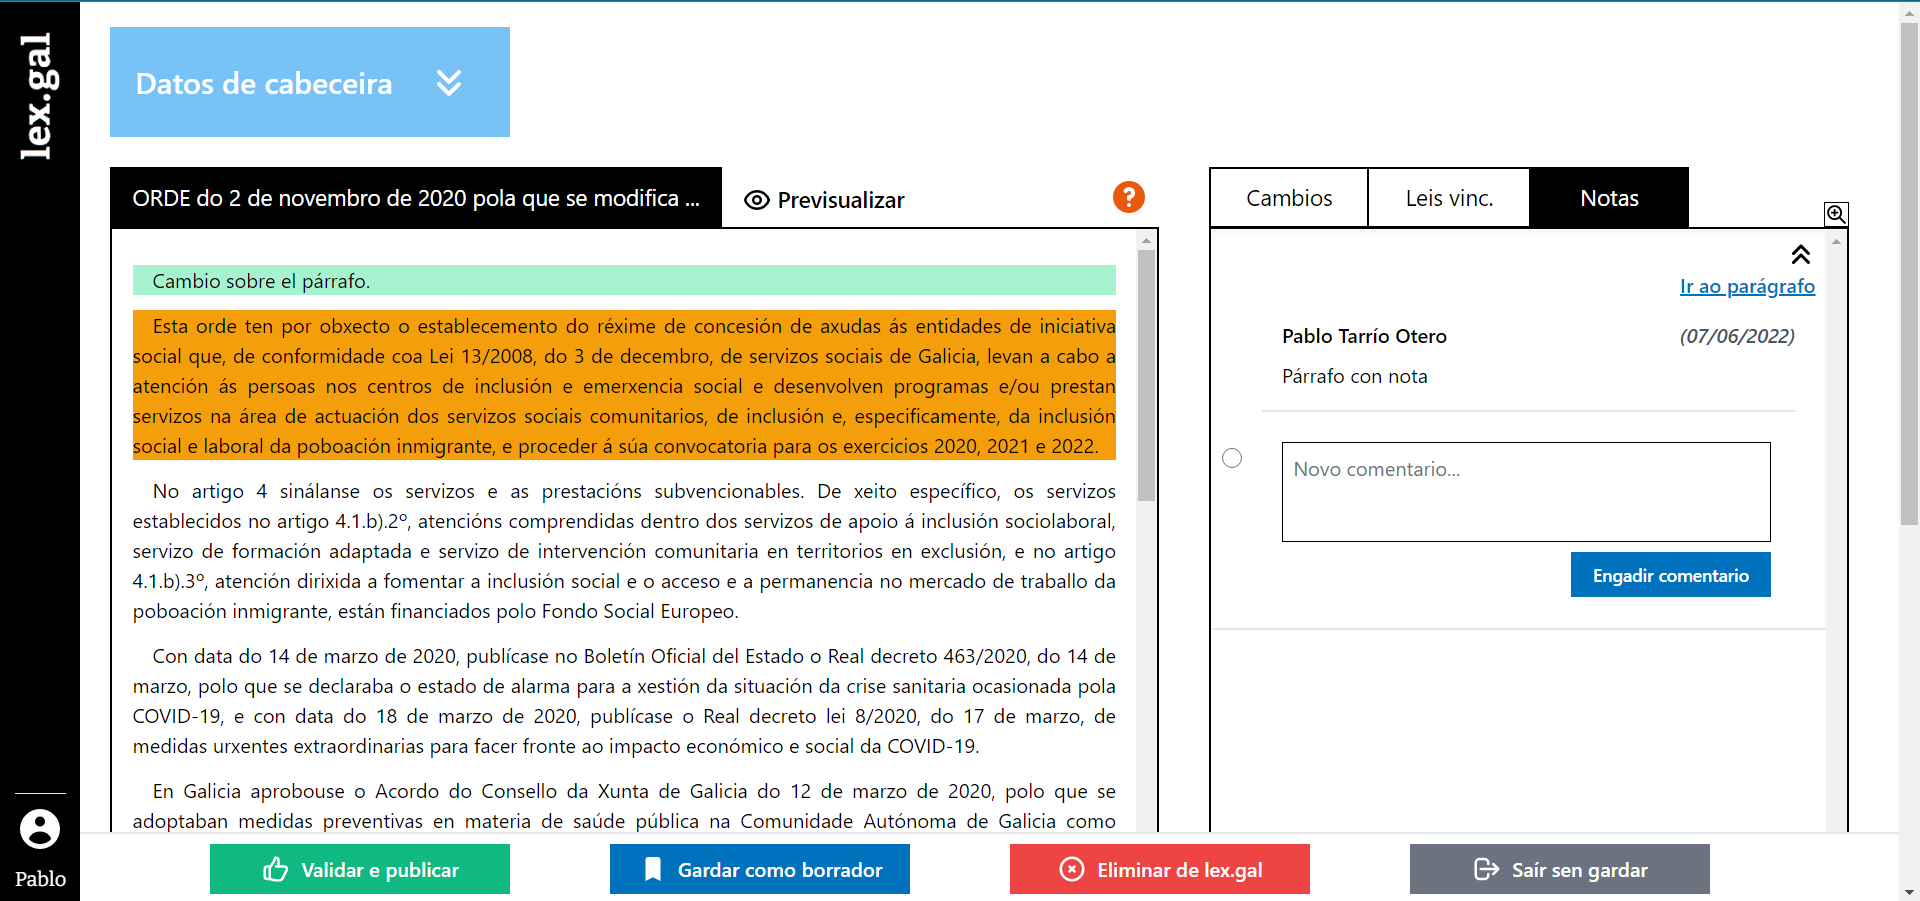 lex.gal
Datos de cabeceira
ORDE do 2 de novembro de 2020 pola que se modifica ...
Previsualizar
?
Cambio sobre el párrafo.
Esta orde ten por obxecto o establecemento do réxime de concesión de axudas ás entidades de iniciativa
social que, de conformidade coa Lei 13/2008, do 3 de decembro, de servizos sociais de Galicia, levan a cabo a
atención ás persoas nos centros de inclusión e emerxencia social e desenvolven programas e/ou prestan
servizos na área de actuación dos servizos sociais comunitarios, de inclusión e, especificamente, da inclusión
social e laboral da poboación inmigrante, e proceder á súa convocatoria para os exercicios 2020, 2021 e 2022.
No artigo 4 sinálanse os servizos e as prestacións subvencionables. De xeito específico, os servizos
establecidos no artigo 4.1.b).2º, atencións comprendidas dentro dos servizos de apoio á inclusión sociolaboral,
servizo de formación adaptada e servizo de intervención comunitaria en territorios en exclusión, e no artigo
4.1.b).3º, atención dirixida a fomentar a inclusión social e o acceso e a permanencia no mercado de traballo da
poboación inmigrante, están financiados polo Fondo Social Europeo.
Con data do 14 de marzo de 2020, publícase no Boletín Oficial del Estado o Real decreto 463/2020, do 14 de
marzo, polo que se declaraba o estado de alarma para a xestión da situación da crise sanitaria ocasionada pola
COVID-19, e con data do 18 de marzo de 2020, publícase o Real decreto lei 8/2020, do 17 de marzo, de
medidas urxentes extraordinarias para facer fronte ao impacto económico e social da COVID-19.
En Galicia aprobouse o Acordo do Consello da Xunta de Galicia do 12 de marzo de 2020, polo que se
adoptaban medidas preventivas en materia de saúde pública na Comunidade Autónoma de Galicia como
Cambios
Leis vinc.
Notas
Ir ao parágrafo
Pablo Tarrío Otero
(07/06/2022)
Párrafo con nota
Novo comentario...
Engadir comentario
Pablo
Validar e publicar
Gardar como borrador
Eliminar de lex.gal
Saír sen gardar